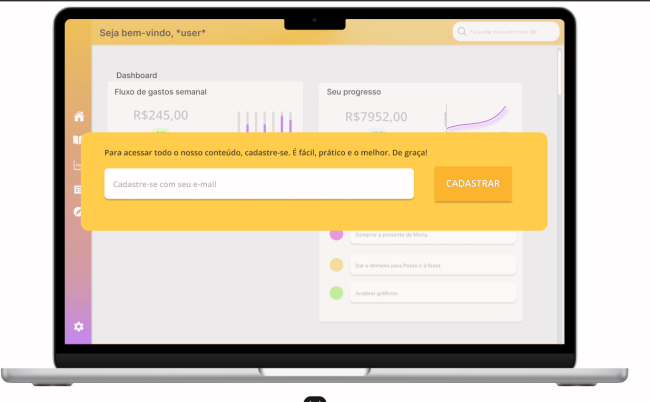 Seja bem-vindo, *user*
Dashboard
Fluxo de gastos semanal
R$245,00
Seu progresso
R$7952,00
Para acessar todo o nosso conteúdo, cadastre-se. É fácil, prático e o melhor. De graça!
Cadastre-se com seu e-mail
CADASTRAR
Comprar o presente de Maria.
Dar o dinheiro para Pedro ir à festa.
Analisar gráficos.